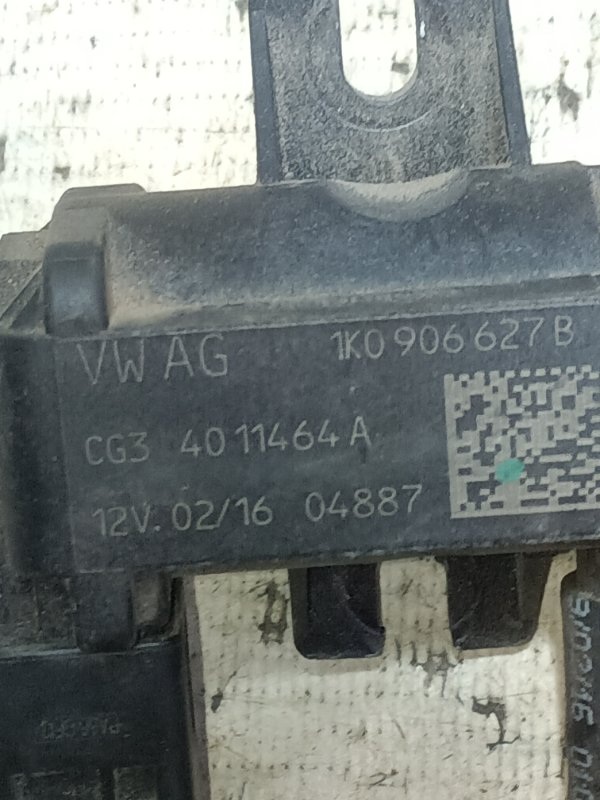 VW AG 1K0 906 627 B
CG3 4011464 A
12V. 02/16 04887